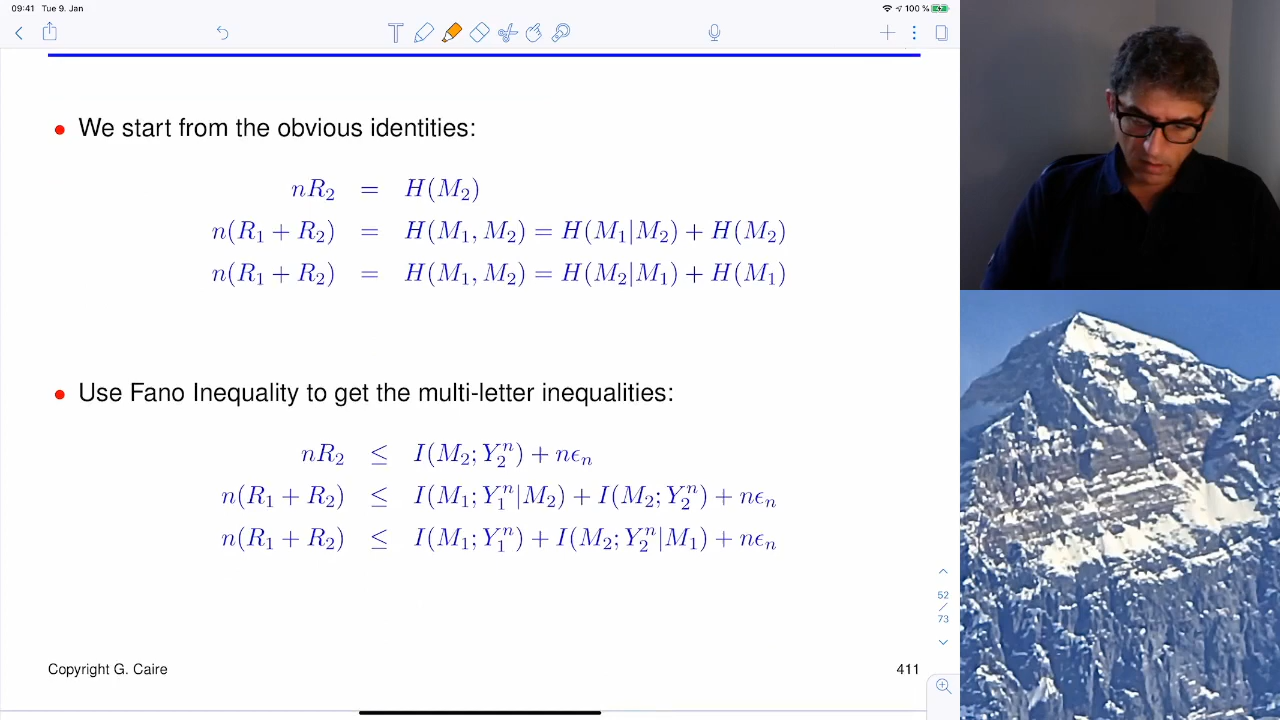 09:41 Tue 9. Jan
100 %
T
• We start from the obvious identities:
nR₂ = H(M₂)
n(R₁ + R₂) = H(M₁, M₂) = H(M₁|M₂) + H(M₂)
n(R₁ + R₂) = H(M₁, M₂) = H(M₂|M₁) + H(M₁)
• Use Fano Inequality to get the multi-letter inequalities:
nR₂ ≤ I(M₂; Y₂ⁿ) + nϵₙ
n(R₁ + R₂) ≤ I(M₁; Y₁ⁿ|M₂) + I(M₂; Y₂ⁿ) + nϵₙ
n(R₁ + R₂) ≤ I(M₁; Y₁ⁿ) + I(M₂; Y₂ⁿ|M₁) + nϵₙ
52
/
73
Copyright G. Caire
411